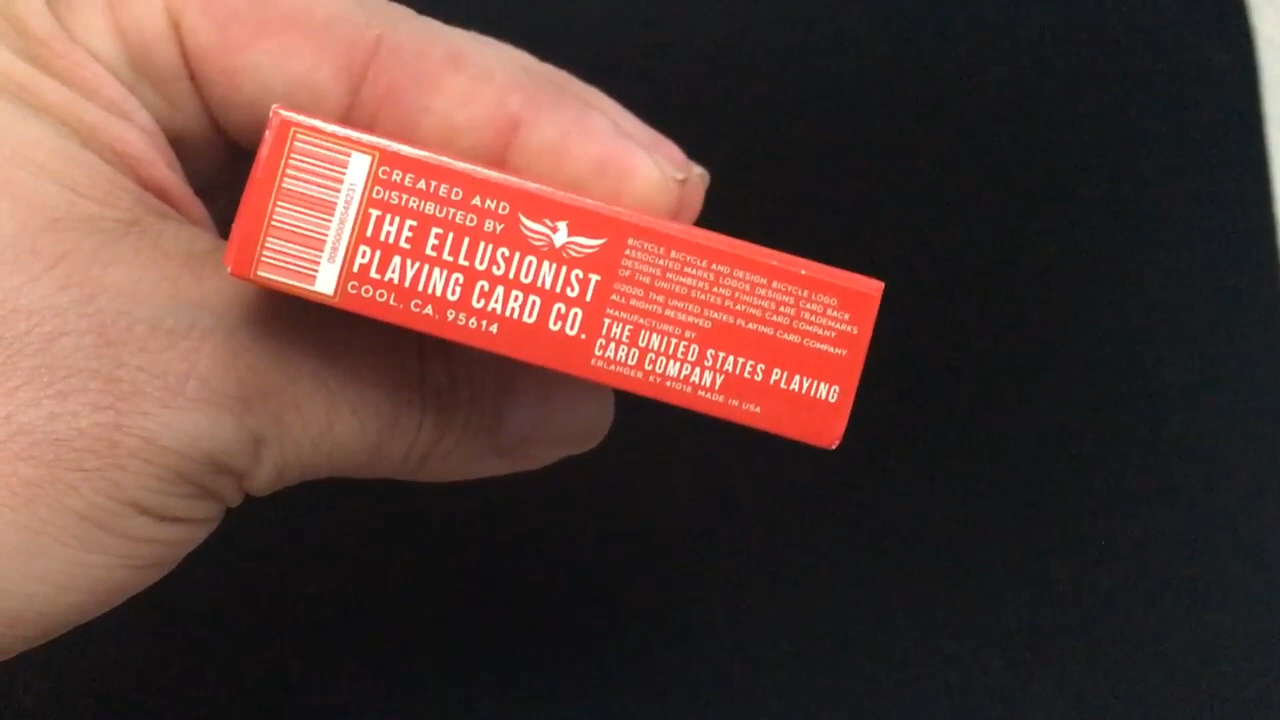 00850006548231
CREATED AND
DISTRIBUTED BY
THE ELLUSIONIST
PLAYING CARD CO.
COOL, CA, 95614
BICYCLE, BICYCLE AND DESIGN, BICYCLE LOGO,
ASSOCIATED MARKS, LOGOS, DESIGNS, CARD BACK
DESIGNS, NUMBERS AND FINISHES ARE TRADEMARKS
OF THE UNITED STATES PLAYING CARD COMPANY
©2020. THE UNITED STATES PLAYING CARD COMPANY.
ALL RIGHTS RESERVED
MANUFACTURED BY
THE UNITED STATES PLAYING
CARD COMPANY
ERLANGER, KY 41018 MADE IN USA